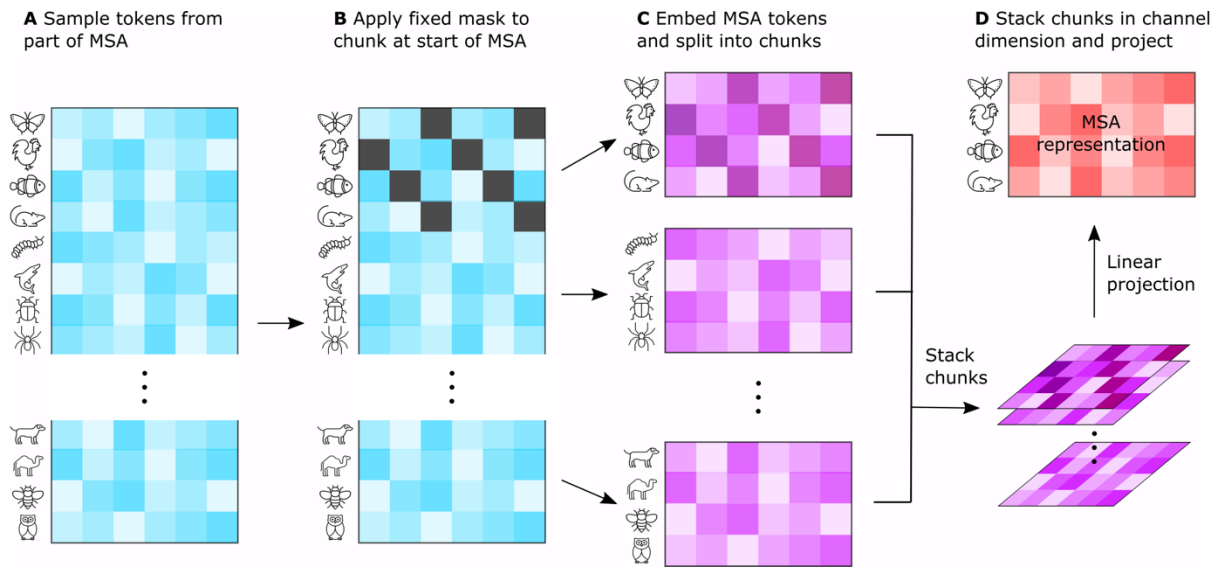 A Sample tokens from
part of MSA
B Apply fixed mask to
chunk at start of MSA
C Embed MSA tokens
and split into chunks
D Stack chunks in channel
dimension and project
MSA
representation
Linear
projection
Stack
chunks